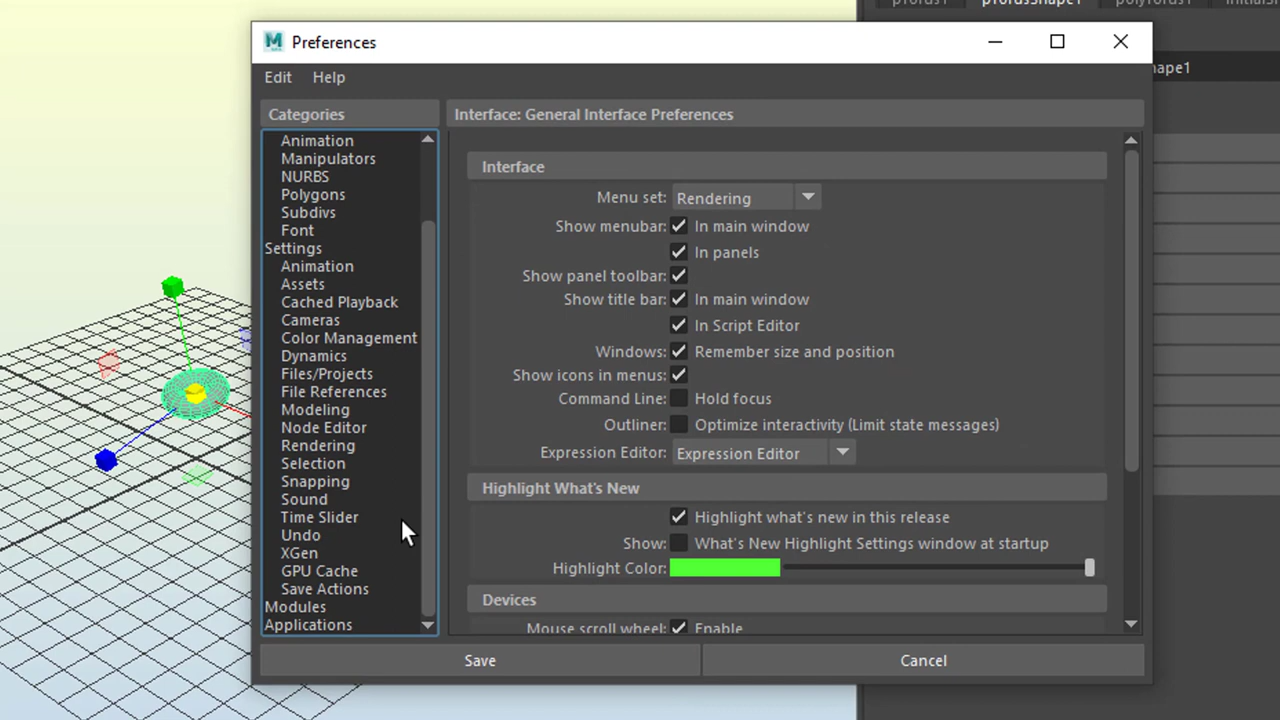 pTorus1 pTorusShape1 polyTorus1
Preferences
hape1
Edit Help
Categories
Interface: General Interface Preferences
Animation
Manipulators
NURBS
Polygons
Subdivs
Font
Settings
Animation
Assets
Cached Playback
Cameras
Color Management
Dynamics
Files/Projects
File References
Modeling
Node Editor
Rendering
Selection
Snapping
Sound
Time Slider
Undo
XGen
GPU Cache
Save Actions
Modules
Applications
Interface
Menu set: Rendering
Show menubar: In main window
In panels
Show panel toolbar:
Show title bar: In main window
In Script Editor
Windows: Remember size and position
Show icons in menus:
Command Line: Hold focus
Outliner: Optimize interactivity (Limit state messages)
Expression Editor: Expression Editor
Highlight What's New
Highlight what's new in this release
Show: What's New Highlight Settings window at startup
Highlight Color:
Devices
Mouse scroll wheel: Enable
Save Cancel